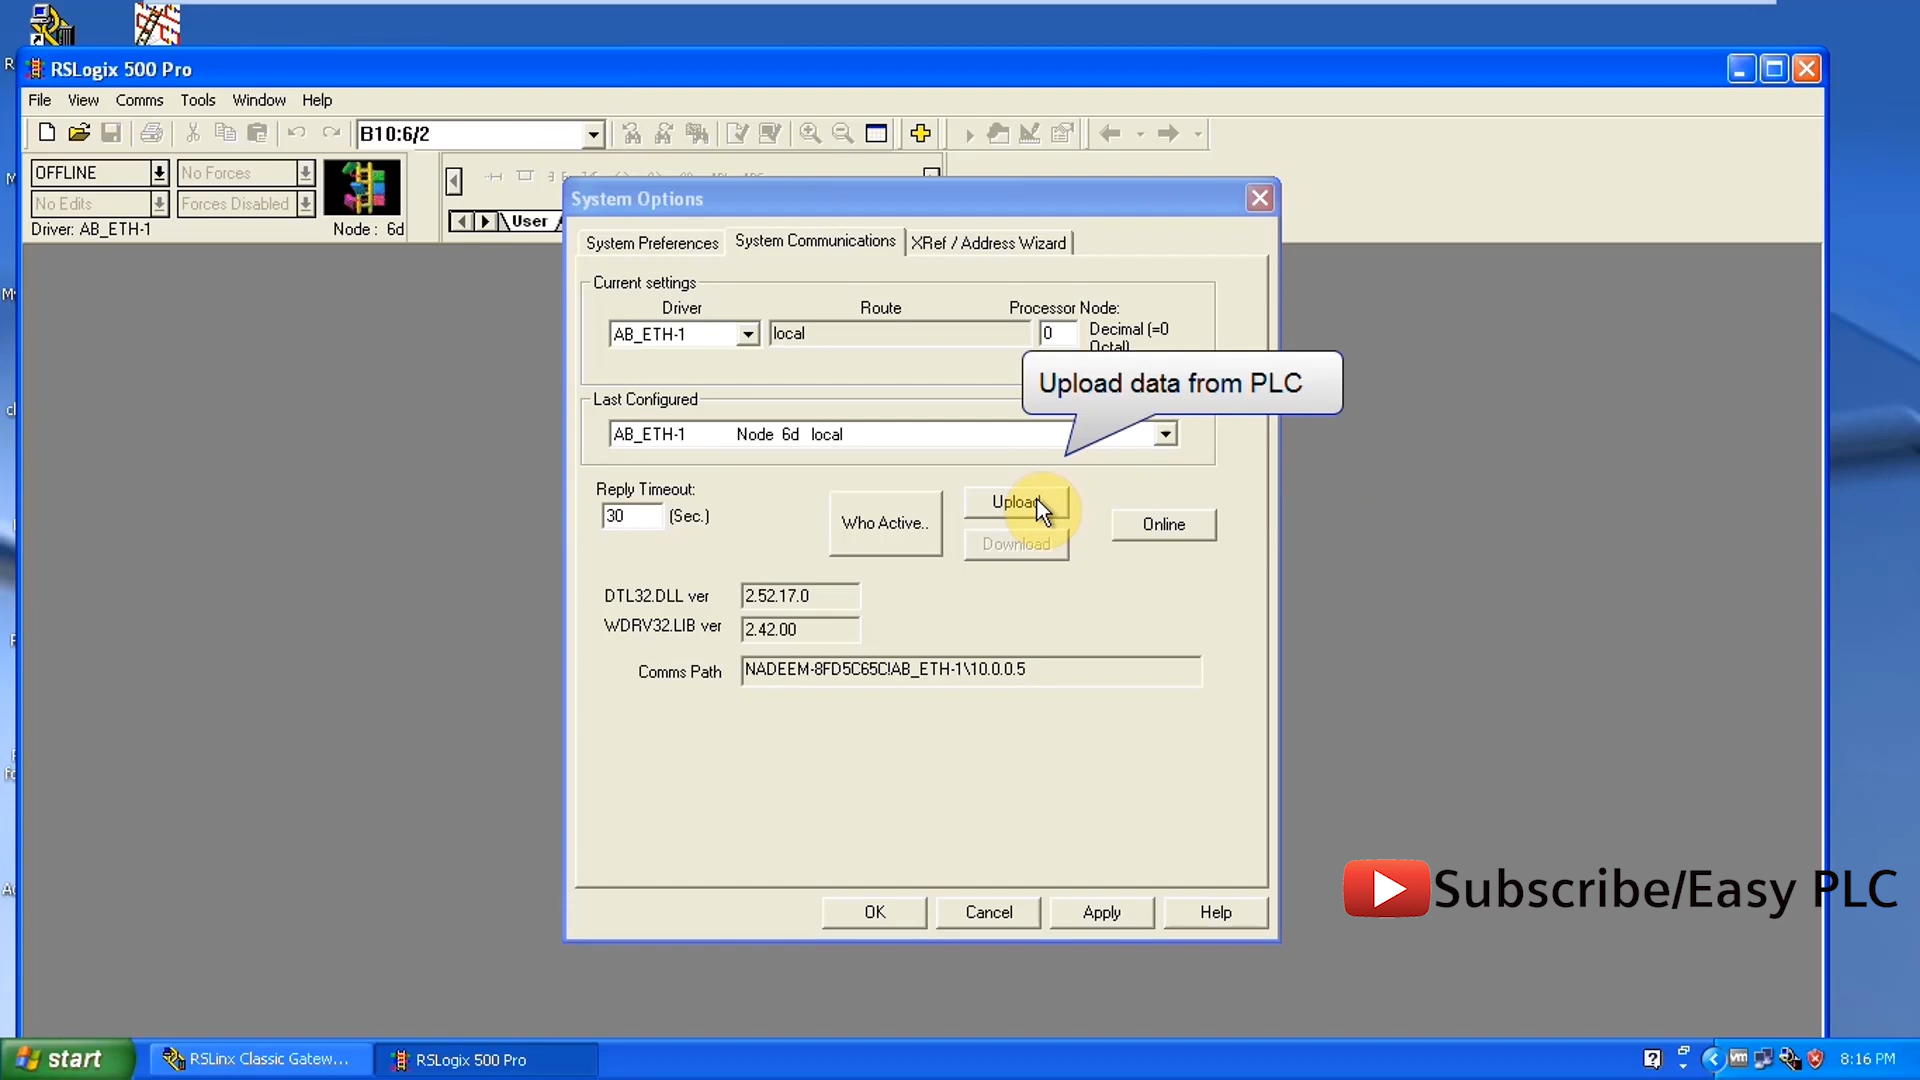 RSLogix 500 Pro
File View Comms Tools Window Help
B10:6/2
OFFLINE No Forces
No Edits Forces Disabled
Driver: AB_ETH-1 Node : 6d
User
System Options
System Preferences System Communications XRef / Address Wizard
Current settings
Driver Route Processor Node:
AB_ETH-1 local 0 Decimal (=0
Octal)
Upload data from PLC
Last Configured
AB_ETH-1 Node 6d local
Reply Timeout:
30 (Sec.)
Who Active..
Upload
Download
Online
DTL32.DLL ver 2.52.17.0
WDRV32.LIB ver 2.42.00
Comms Path NADEEM-8FD5C65C!AB_ETH-1\10.0.0.5
Subscribe/Easy PLC
OK Cancel Apply Help
start RSLinx Classic Gatew... RSLogix 500 Pro 8:16 PM